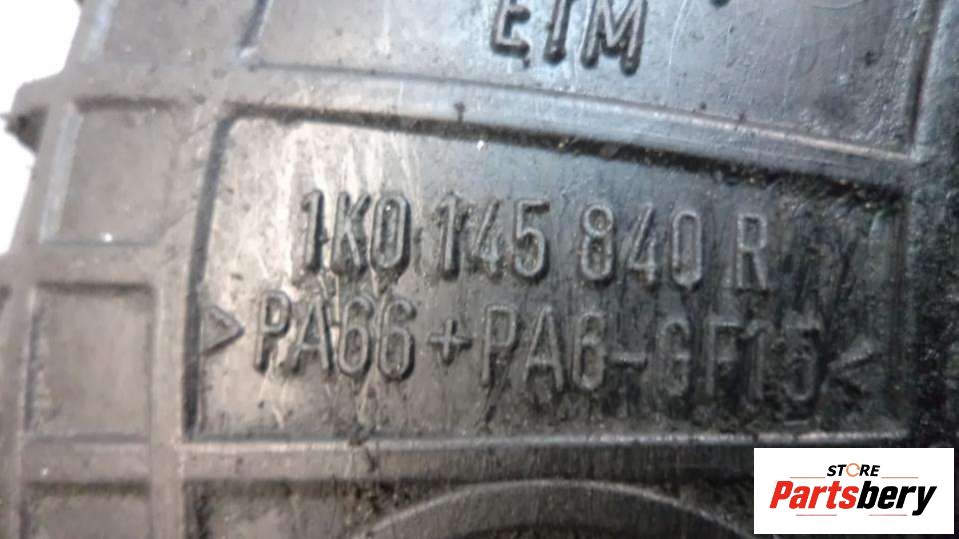 ETM
1K0 145 840 R
>PA66+PA6-GF15<
STORE
Partsbery